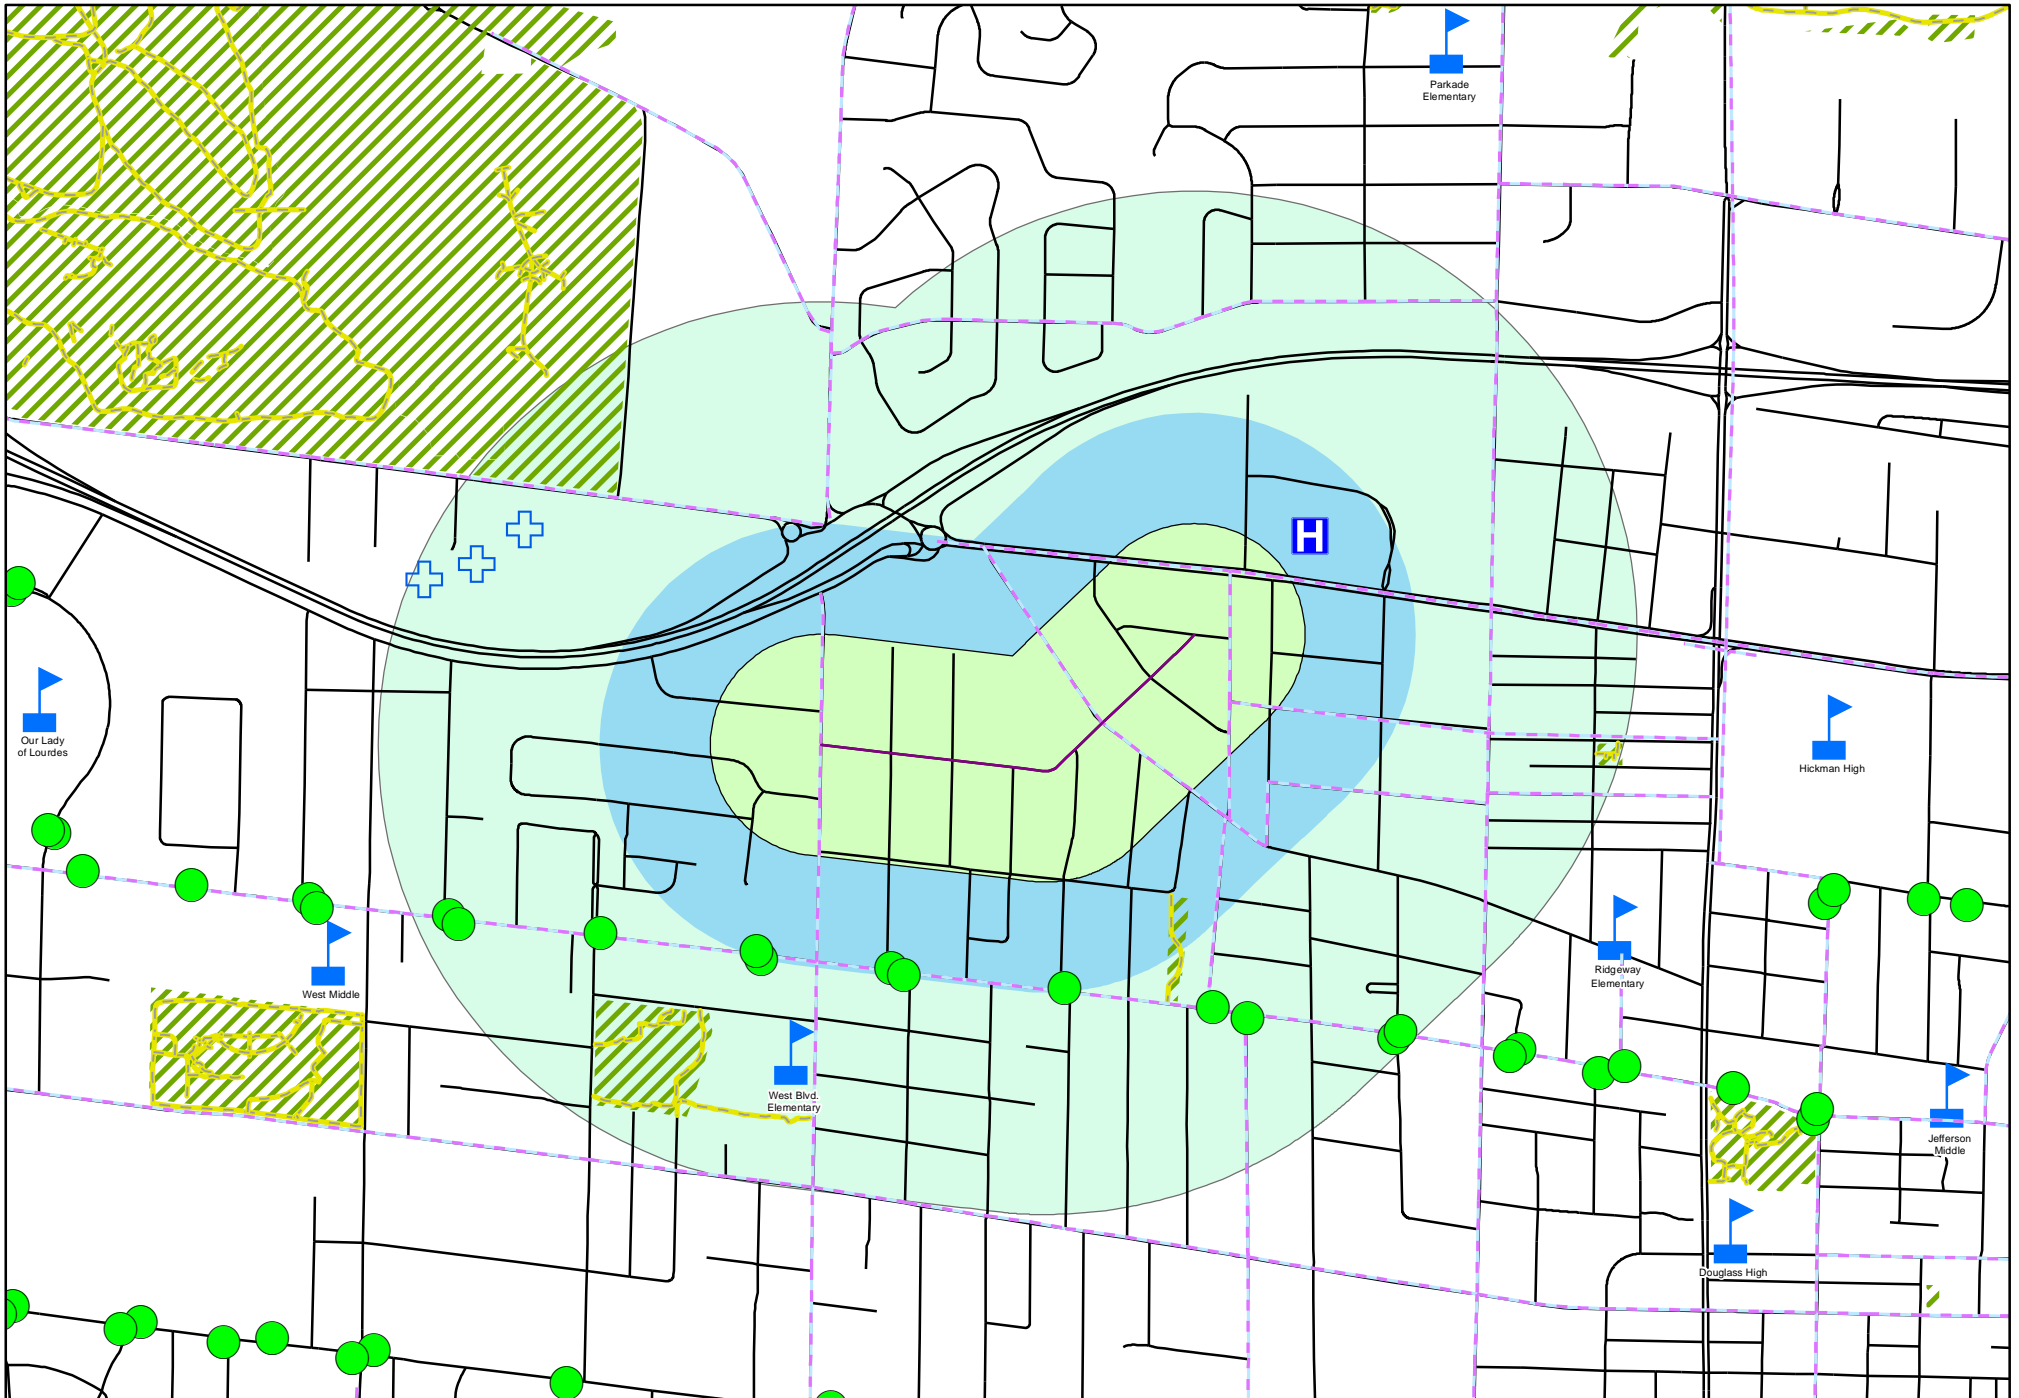 Parkade
Elementary
Our Lady
of Lourdes
Hickman High
West Middle
Ridgeway
Elementary
West Blvd.
Elementary
Jefferson
Middle
Douglass High
H